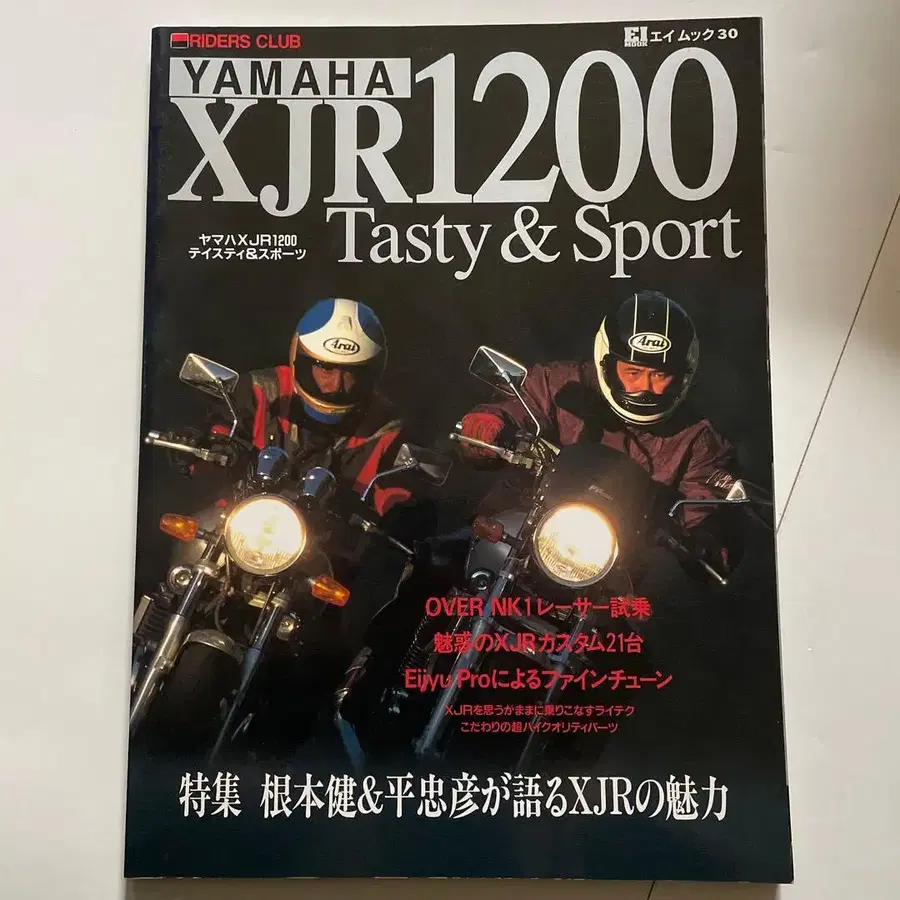 RIDERS CLUB
EI MOOK エイムック30
YAMAHA
XJR1200
Tasty & Sport
ヤマハXJR1200
テイスティ&スポーツ
Arai
Arai
OVER NK1レーサー試乗
魅惑のXJRカスタム21台
Eijyu Proによるファインチューン
XJRを思うがままに乗りこなすライテク
こだわりの超ハイクオリティパーツ
特集 根本健&平忠彦が語るXJRの魅力